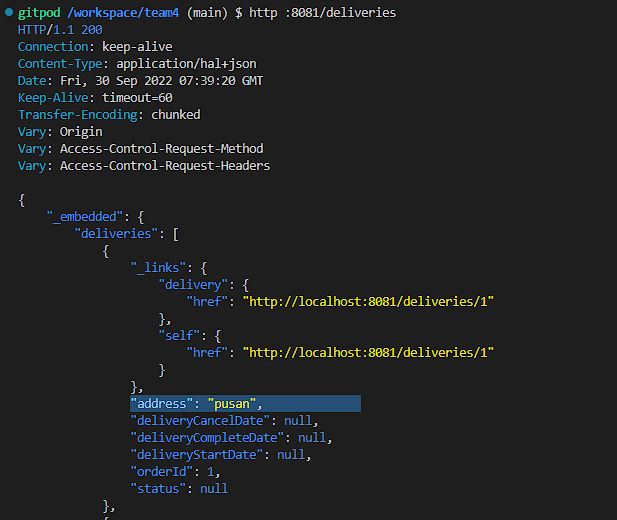 gitpod /workspace/team4 (main) $ http :8081/deliveries
HTTP/1.1 200
Connection: keep-alive
Content-Type: application/hal+json
Date: Fri, 30 Sep 2022 07:39:20 GMT
Keep-Alive: timeout=60
Transfer-Encoding: chunked
Vary: Origin
Vary: Access-Control-Request-Method
Vary: Access-Control-Request-Headers

{
    "_embedded": {
        "deliveries": [
            {
                "_links": {
                    "delivery": {
                        "href": "http://localhost:8081/deliveries/1"
                    },
                    "self": {
                        "href": "http://localhost:8081/deliveries/1"
                    }
                },
                "address": "pusan",
                "deliveryCancelDate": null,
                "deliveryCompleteDate": null,
                "deliveryStartDate": null,
                "orderId": 1,
                "status": null
            },